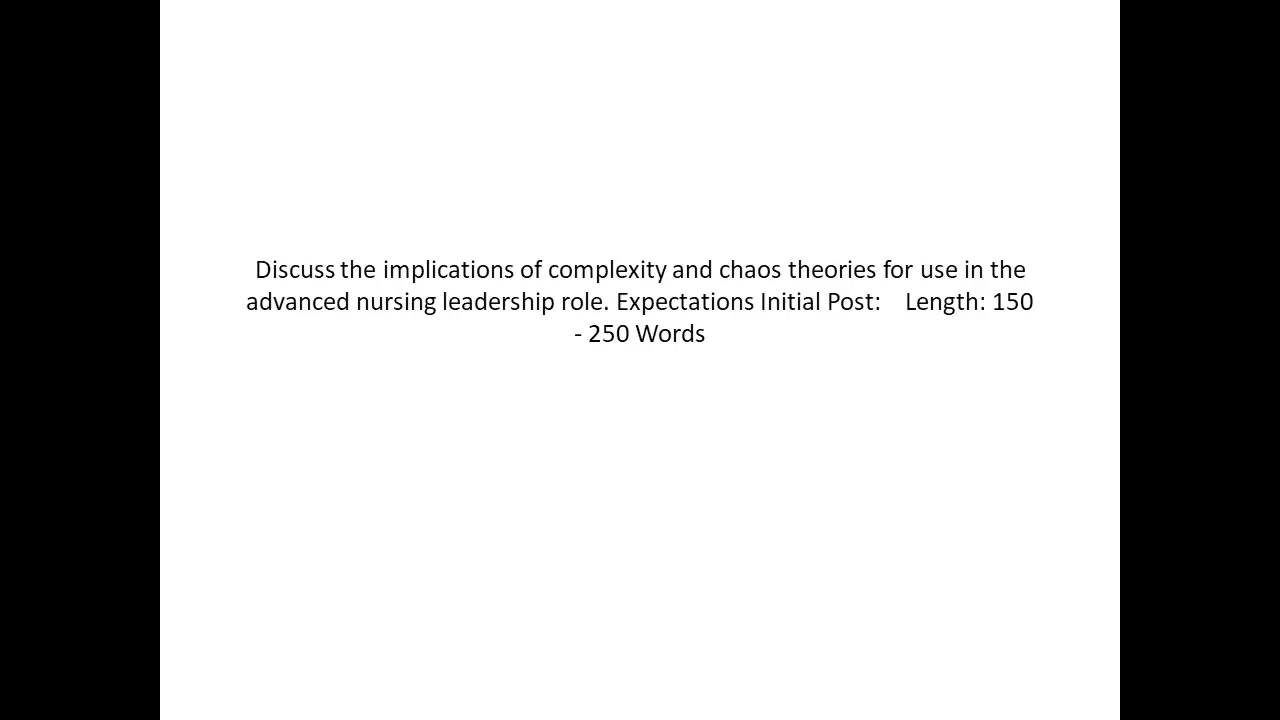 Discuss the implications of complexity and chaos theories for use in the
advanced nursing leadership role. Expectations Initial Post:    Length: 150
- 250 Words